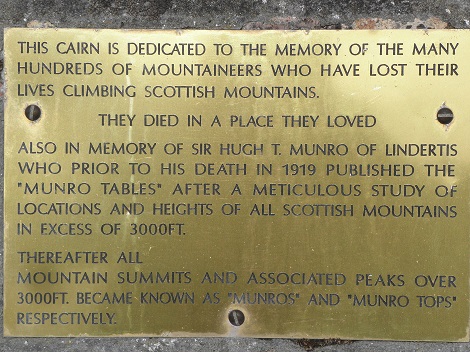 THIS CAIRN IS DEDICATED TO THE MEMORY OF THE MANY
HUNDREDS OF MOUNTAINEERS WHO HAVE LOST THEIR
LIVES CLIMBING SCOTTISH MOUNTAINS.
THEY DIED IN A PLACE THEY LOVED
ALSO IN MEMORY OF SIR HUGH T. MUNRO OF LINDERTIS
WHO PRIOR TO HIS DEATH IN 1919 PUBLISHED THE
"MUNRO TABLES" AFTER A METICULOUS STUDY OF
LOCATIONS AND HEIGHTS OF ALL SCOTTISH MOUNTAINS
IN EXCESS OF 3000FT.
THEREAFTER ALL
MOUNTAIN SUMMITS AND ASSOCIATED PEAKS OVER
3000FT. BECAME KNOWN AS "MUNROS" AND "MUNRO TOPS"
RESPECTIVELY.